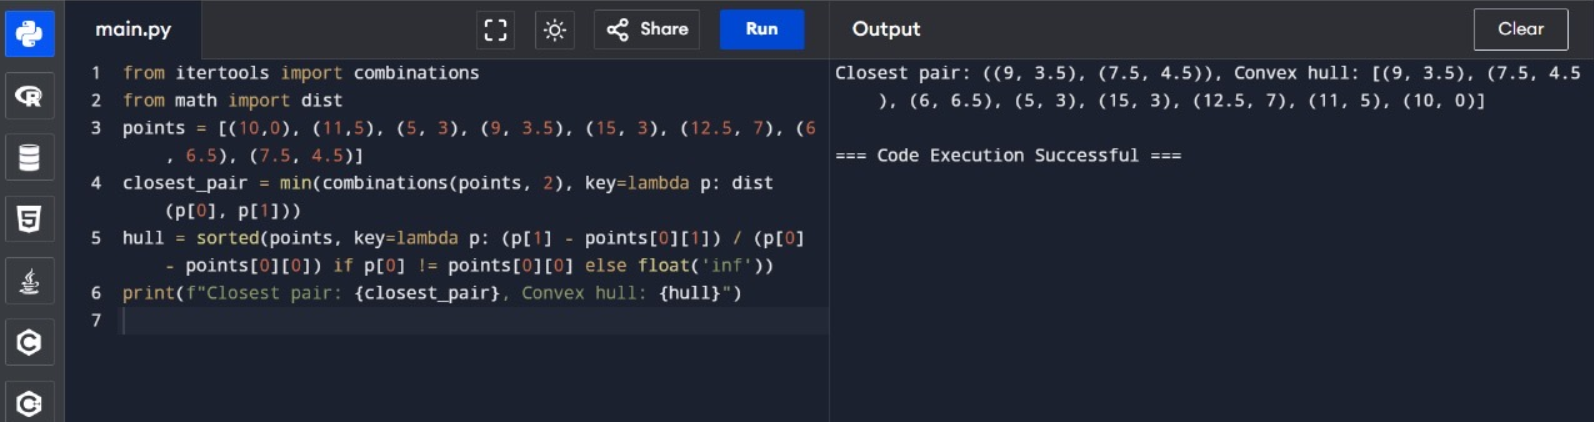 main.py
Share
Run
Output
Clear
1 from itertools import combinations
2 from math import dist
3 points = [(10,0), (11,5), (5, 3), (9, 3.5), (15, 3), (12.5, 7), (6
, 6.5), (7.5, 4.5)]
4 closest_pair = min(combinations(points, 2), key=lambda p: dist
(p[0], p[1]))
5 hull = sorted(points, key=lambda p: (p[1] - points[0][1]) / (p[0]
- points[0][0]) if p[0] != points[0][0] else float('inf'))
6 print(f"Closest pair: {closest_pair}, Convex hull: {hull}")
7
Closest pair: ((9, 3.5), (7.5, 4.5)), Convex hull: [(9, 3.5), (7.5, 4.5
), (6, 6.5), (5, 3), (15, 3), (12.5, 7), (11, 5), (10, 0)]
=== Code Execution Successful ===